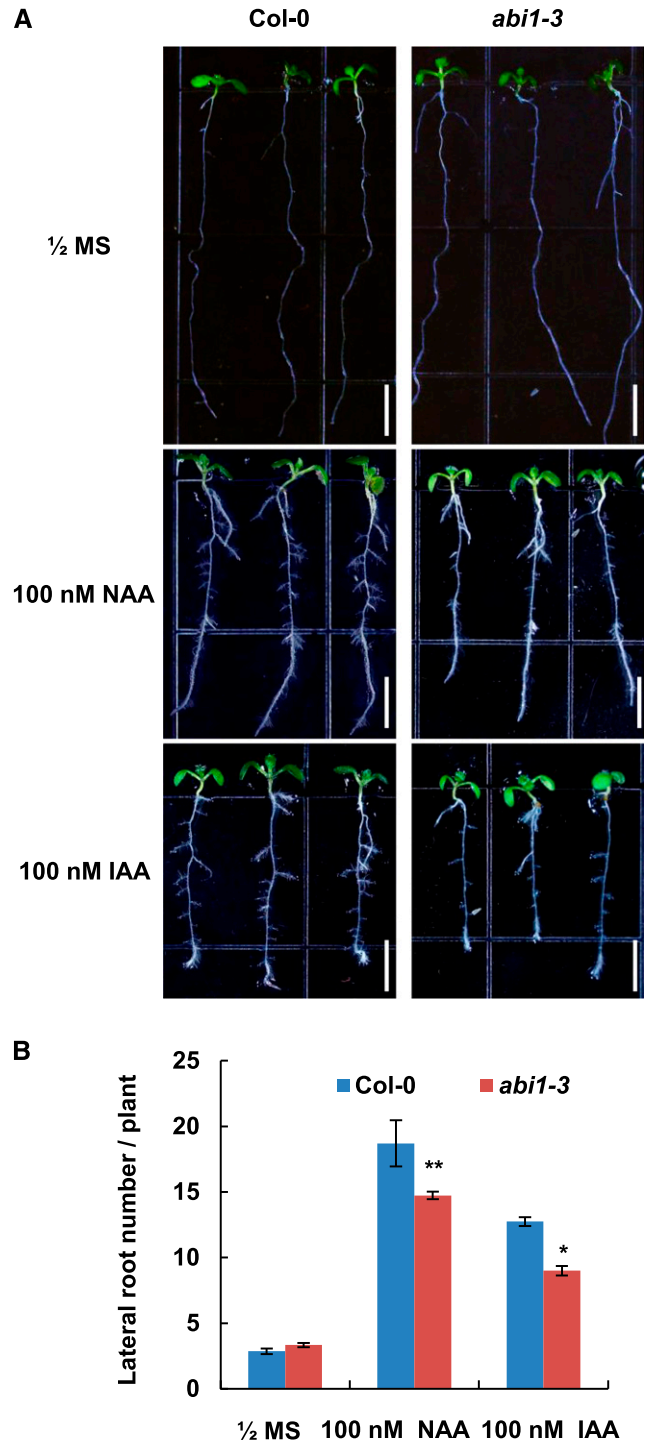 A
Col-0 abi1-3
½ MS
100 nM NAA
100 nM IAA
B
Lateral root number / plant
25
20
15
10
5
0
Col-0 abi1-3
**
*
½ MS 100 nM NAA 100 nM IAA